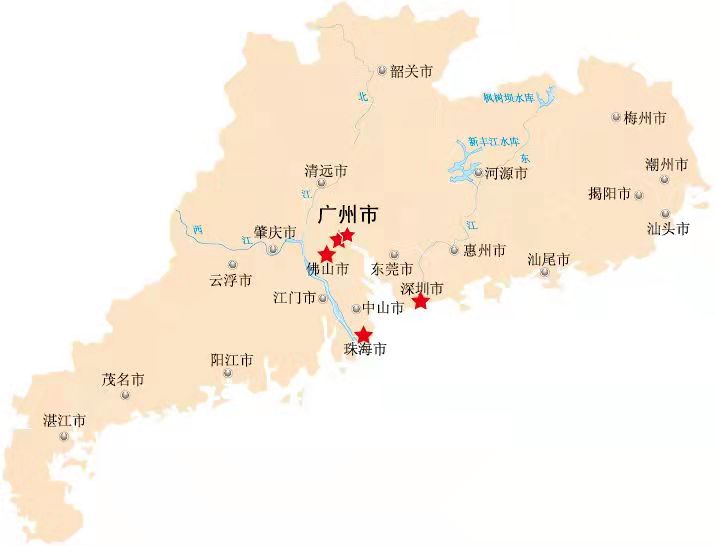 韶关市
北
枫树坝水库
梅州市
新丰江水库
东
清远市
河源市
潮州市
江
揭阳市
广州市
汕头市
西
江
肇庆市
江
惠州市
佛山市
东莞市
汕尾市
云浮市
深圳市
江门市
中山市
珠海市
阳江市
茂名市
湛江市